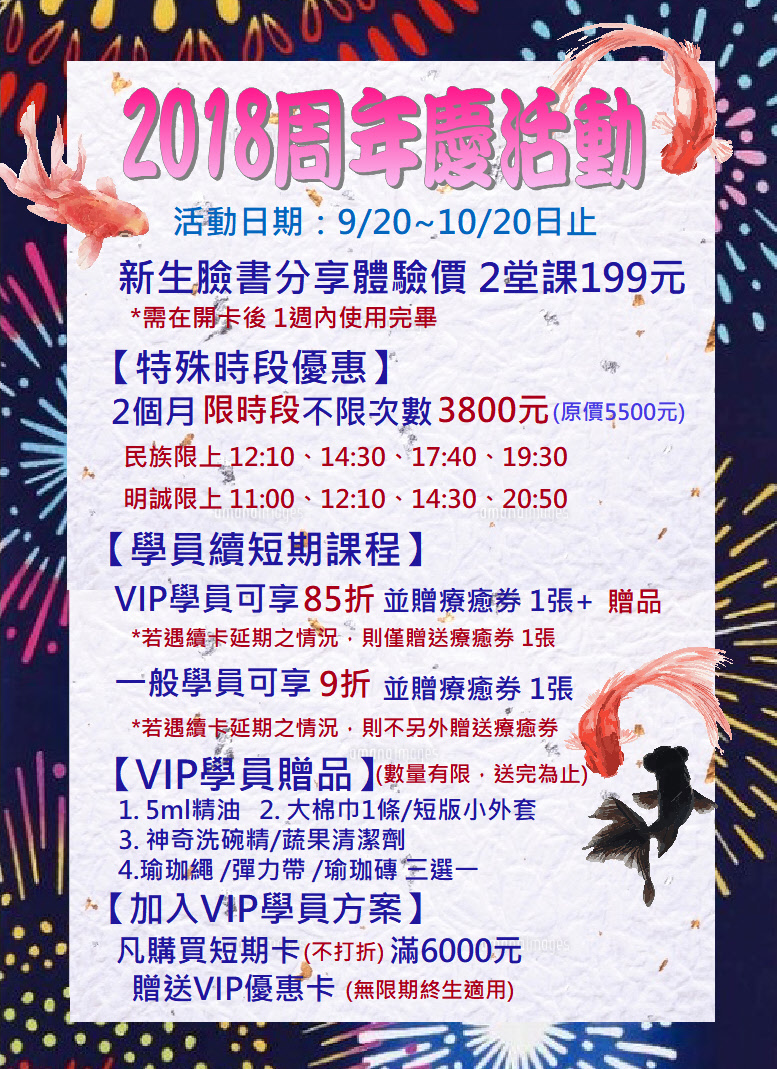 2018周年慶活動
活動日期：9/20~10/20日止
新生臉書分享體驗價 2堂課199元
*需在開卡後 1週內使用完畢
【特殊時段優惠】
2個月 限時段不限次數 3800元 (原價5500元)
民族限上 12:10、14:30、17:40、19:30
明誠限上 11:00、12:10、14:30、20:50
【學員續短期課程】
VIP學員可享 85折 並贈療癒券 1張+ 贈品
*若遇續卡延期之情況，則僅贈送療癒券 1張
一般學員可享 9折 並贈療癒券 1張
*若遇續卡延期之情況，則不另外贈送療癒券
【VIP學員贈品】(數量有限，送完為止)
1. 5ml精油 2. 大棉巾1條/短版小外套
3. 神奇洗碗精/蔬果清潔劑
4.瑜珈繩 /彈力帶 /瑜珈磚 三選一
【加入VIP學員方案】
凡購買短期卡 (不打折) 滿6000元
贈送VIP優惠卡 (無限期終生適用)
amanaimages
amanaimages
amanaimages
amanaimages